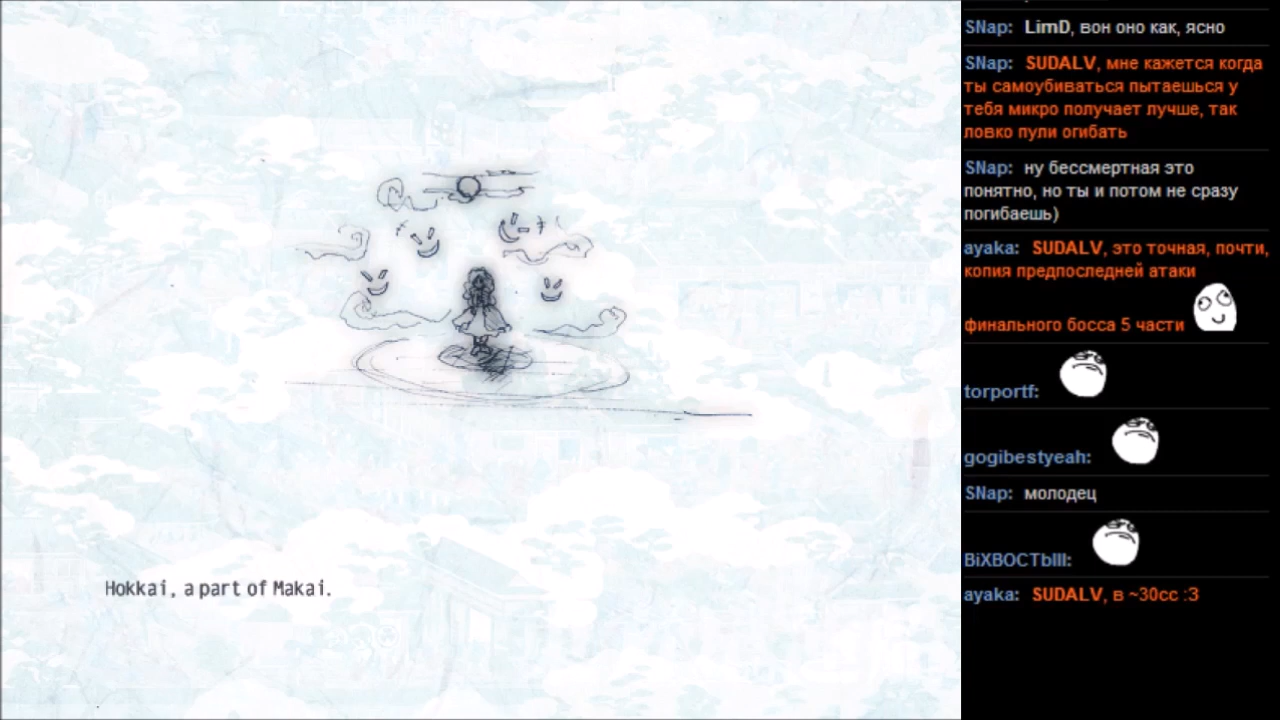 Hokkai, a part of Makai.
SNap: LimD, вон оно как, ясно
SNap: SUDALV, мне кажется когда
ты самоубиваться пытаешься у
тебя микро получает лучше, так
ловко пули огибать
SNap: ну бессмертная это
понятно, но ты и потом не сразу
погибаешь)
ayaka: SUDALV, это точная, почти,
копия предпоследней атаки
финального босса 5 части
torportf:
gogibestyeah:
SNap: молодец
BiXBOCTblll:
ayaka: SUDALV, в ~30сс :3